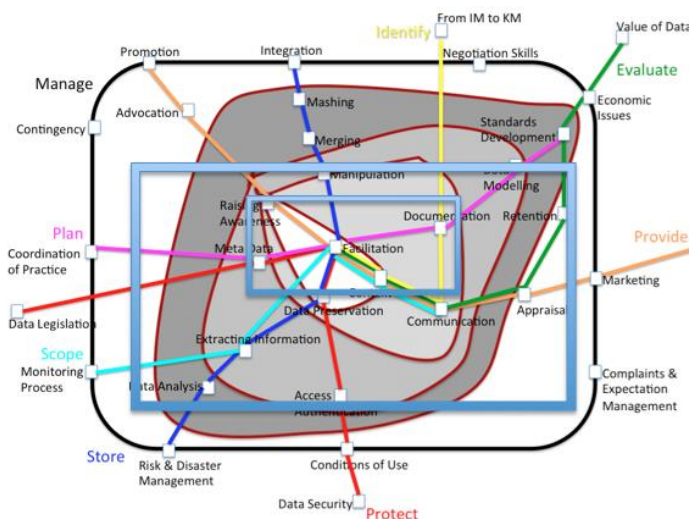 From IM to KM
Identify
Value of Data
Promotion
Integration
Negotiation Skills
Evaluate
Manage
Mashing
Economic
Issues
Advocation
Standards
Development
Contingency
Merging
Manipulation
Data
Modelling
Raising
Awareness
Documentation
Retention
Plan
Facilitation
Provide
Coordination
of Practice
Meta Data
Marketing
Data Preservation
Communication
Appraisal
Data Legislation
Extracting Information
Scope
Monitoring
Process
Data Analysis
Access
Authentication
Complaints &
Expectation
Management
Store
Risk & Disaster
Management
Conditions of Use
Data Security
Protect